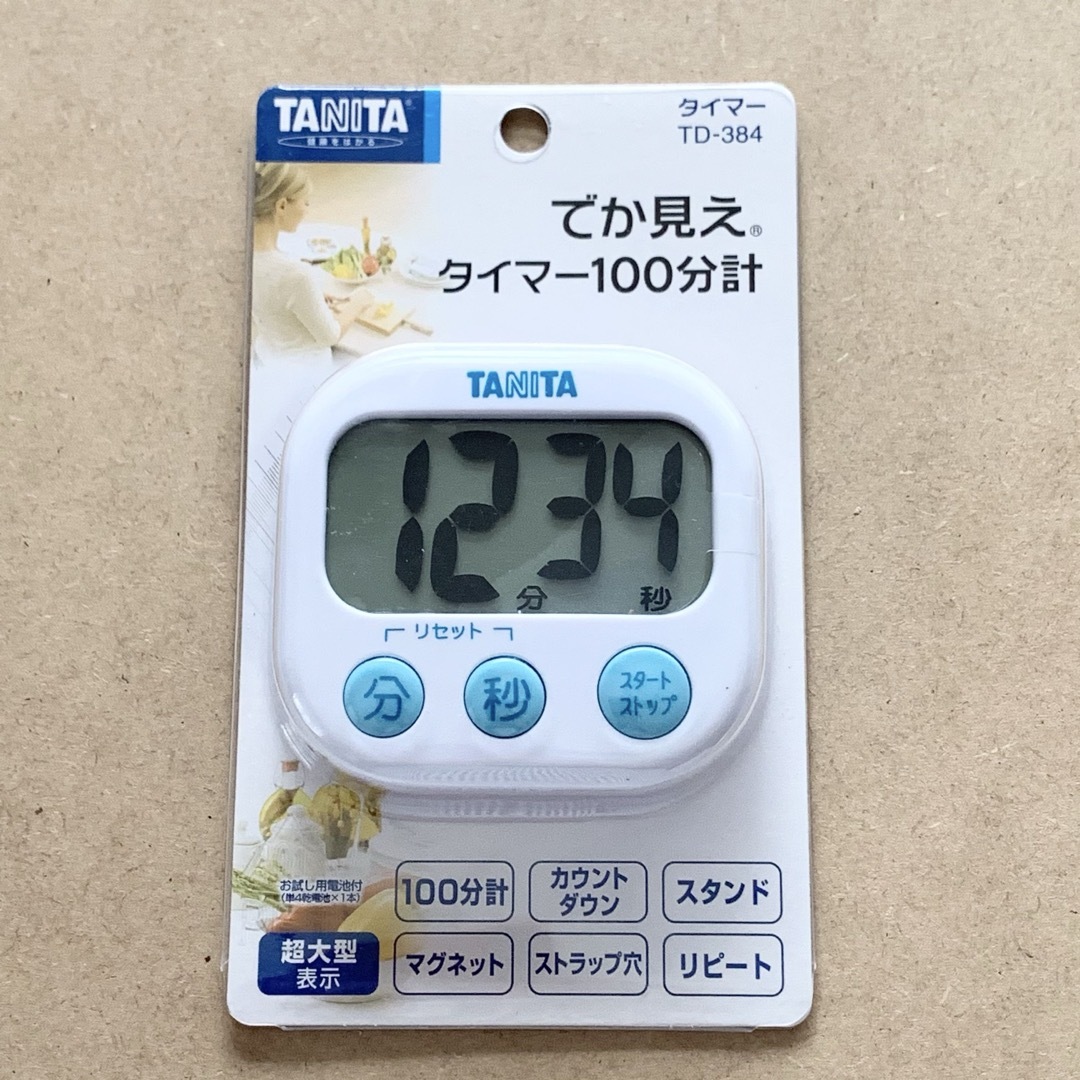 TANITA
健康をはかる
タイマー
TD-384
でか見え®
タイマー100分計
TANITA
1234
分 秒
リセット
分 秒 スタート
ストップ
お試し用電池付
(単4乾電池×1本)
超大型
表示
100分計
カウント
ダウン
スタンド
マグネット
ストラップ穴
リピート